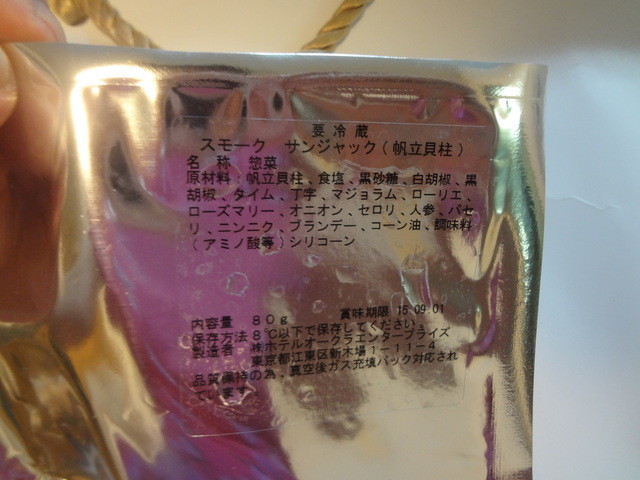 要 冷 蔵
スモーク サンジャック（帆立貝柱）
名 称 惣菜
原材料：帆立貝柱、食塩、黒砂糖、白胡椒、黒
胡椒、タイム、丁字、マジョラム、ローリエ、
ローズマリー、オニオン、セロリ、人参、パセ
リ、ニンニク、ブランデー、コーン油、調味料
（アミノ酸等）シリコーン
内容量 ８０ｇ 賞味期限 15.09.01
保存方法 ８℃以下で保存してください
製造者 ㈱ホテルオークラエンタープライズ
東京都江東区新木場１－１１－４
品質保持の為、真空後ガス充填パック対応され
ています。